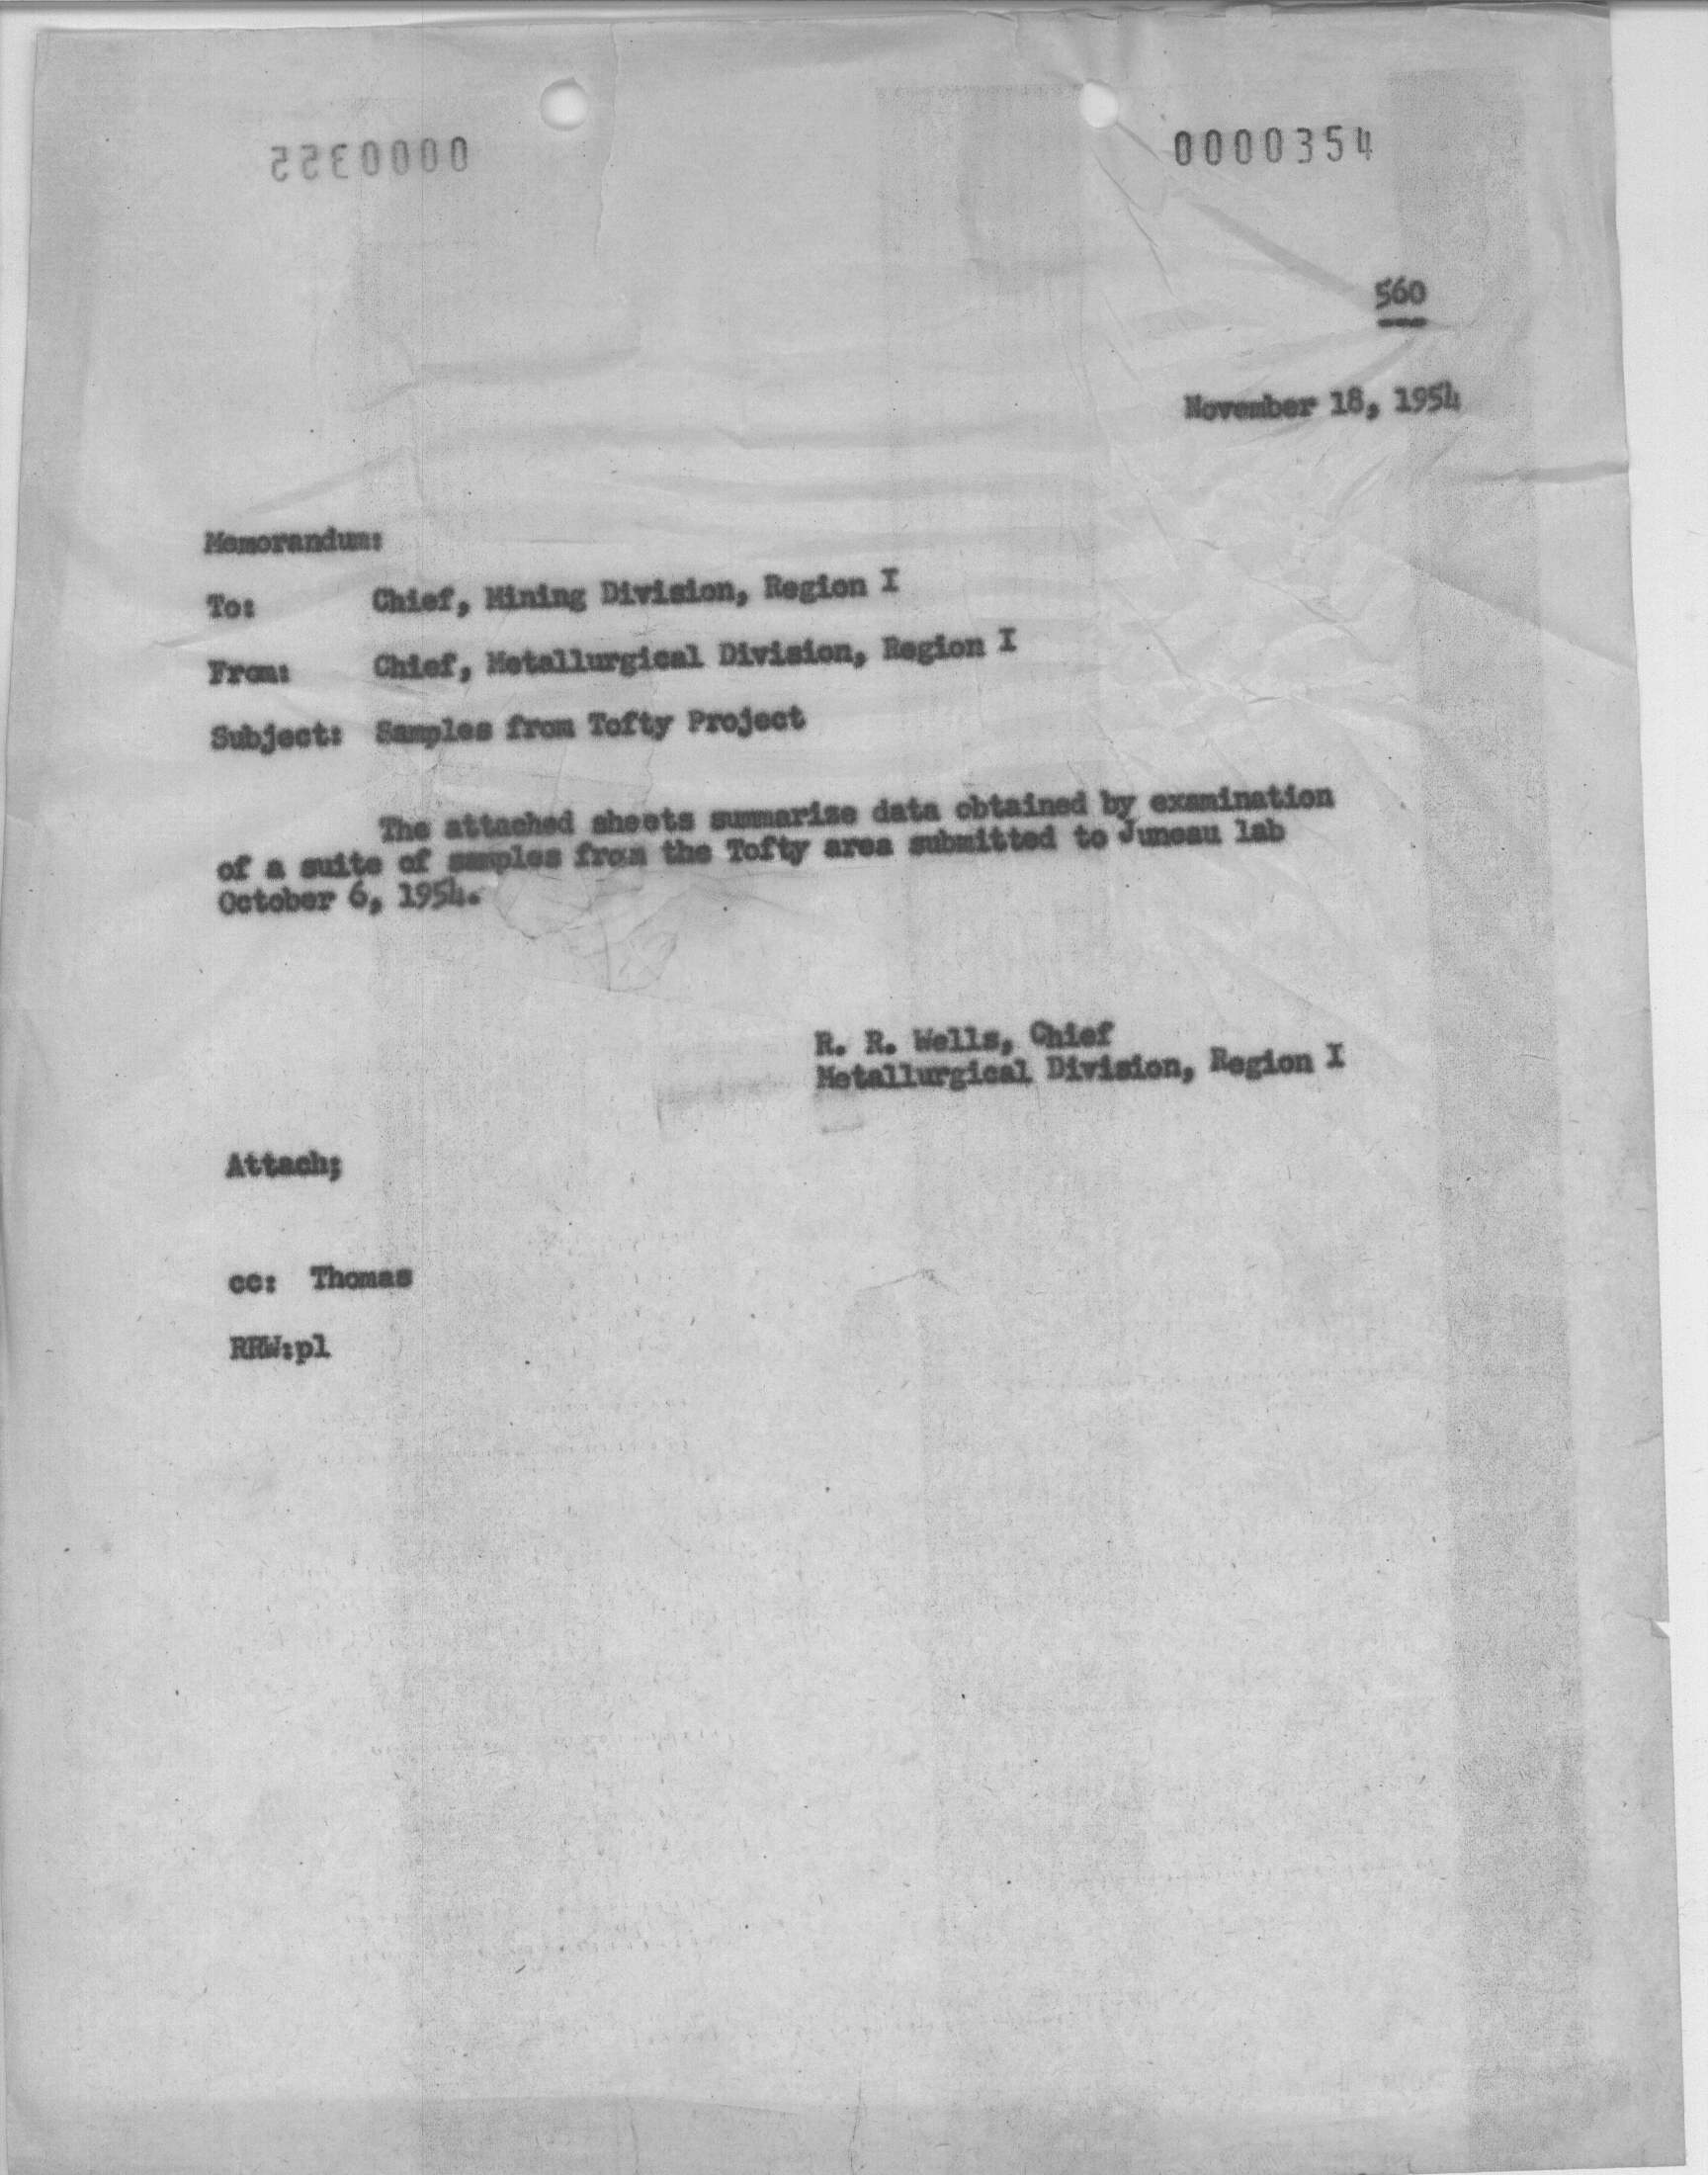 0000355
0000354
560
November 18, 1954
Memorandum:
To: Chief, Mining Division, Region I
From: Chief, Metallurgical Division, Region I
Subject: Samples from Tofty Project
The attached sheets summarize data obtained by examination
of a suite of samples from the Tofty area submitted to Juneau lab
October 6, 1954.
R. R. Wells, Chief
Metallurgical Division, Region I
Attach;
cc: Thomas
RRW:pl